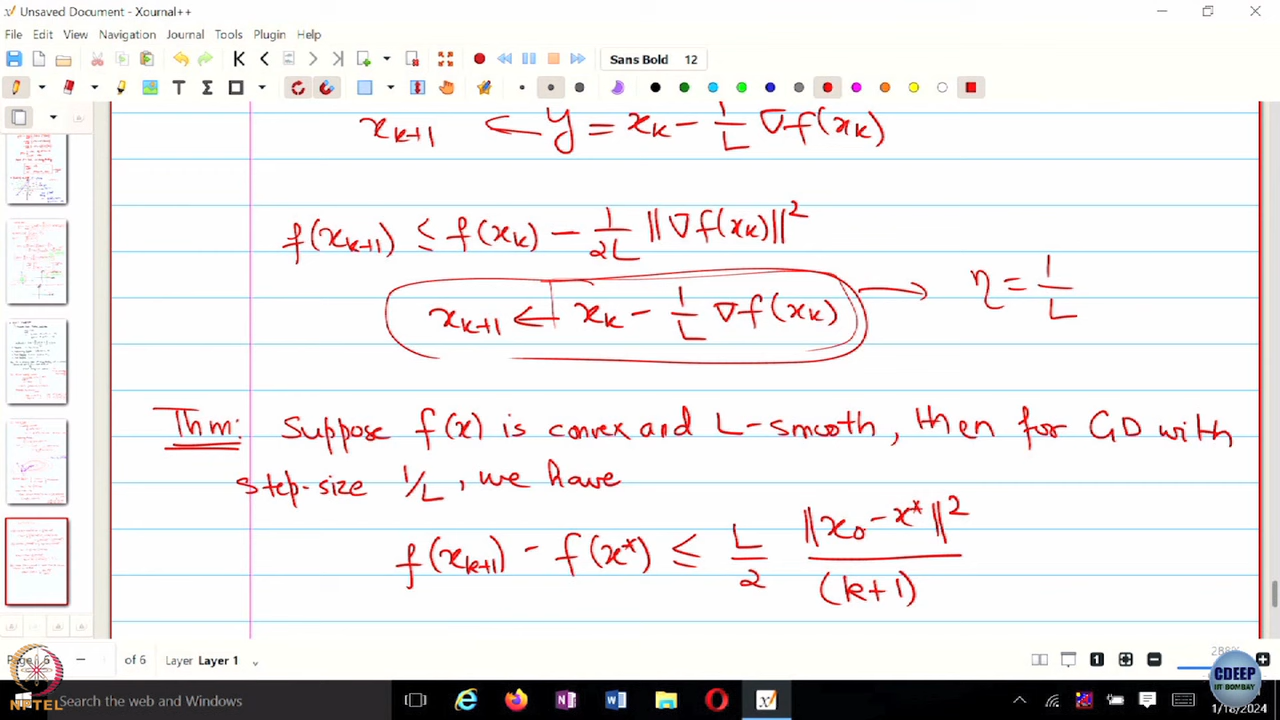 Unsaved Document - Xournal++
File Edit View Navigation Journal Tools Plugin Help
Sans Bold 12
x_{k+1} ← y = x_k - 1/L ∇f(x_k)
f(x_{k+1}) ≤ f(x_k) - 1/2L ||∇f(x_k)||^2
x_{k+1} ← x_k - 1/L ∇f(x_k) → η = 1/L
Thm: Suppose f(x) is convex and L-smooth, then for GD with
step-size 1/L, we have
f(x_{k+1}) - f(x*) ≤ L/2 ||x_0 - x*||^2 / (k+1)
Page 6 of 6 Layer Layer 1
288%
Search the web and Windows
NPTEL
CDEEP
IIT BOMBAY
1/18/2024